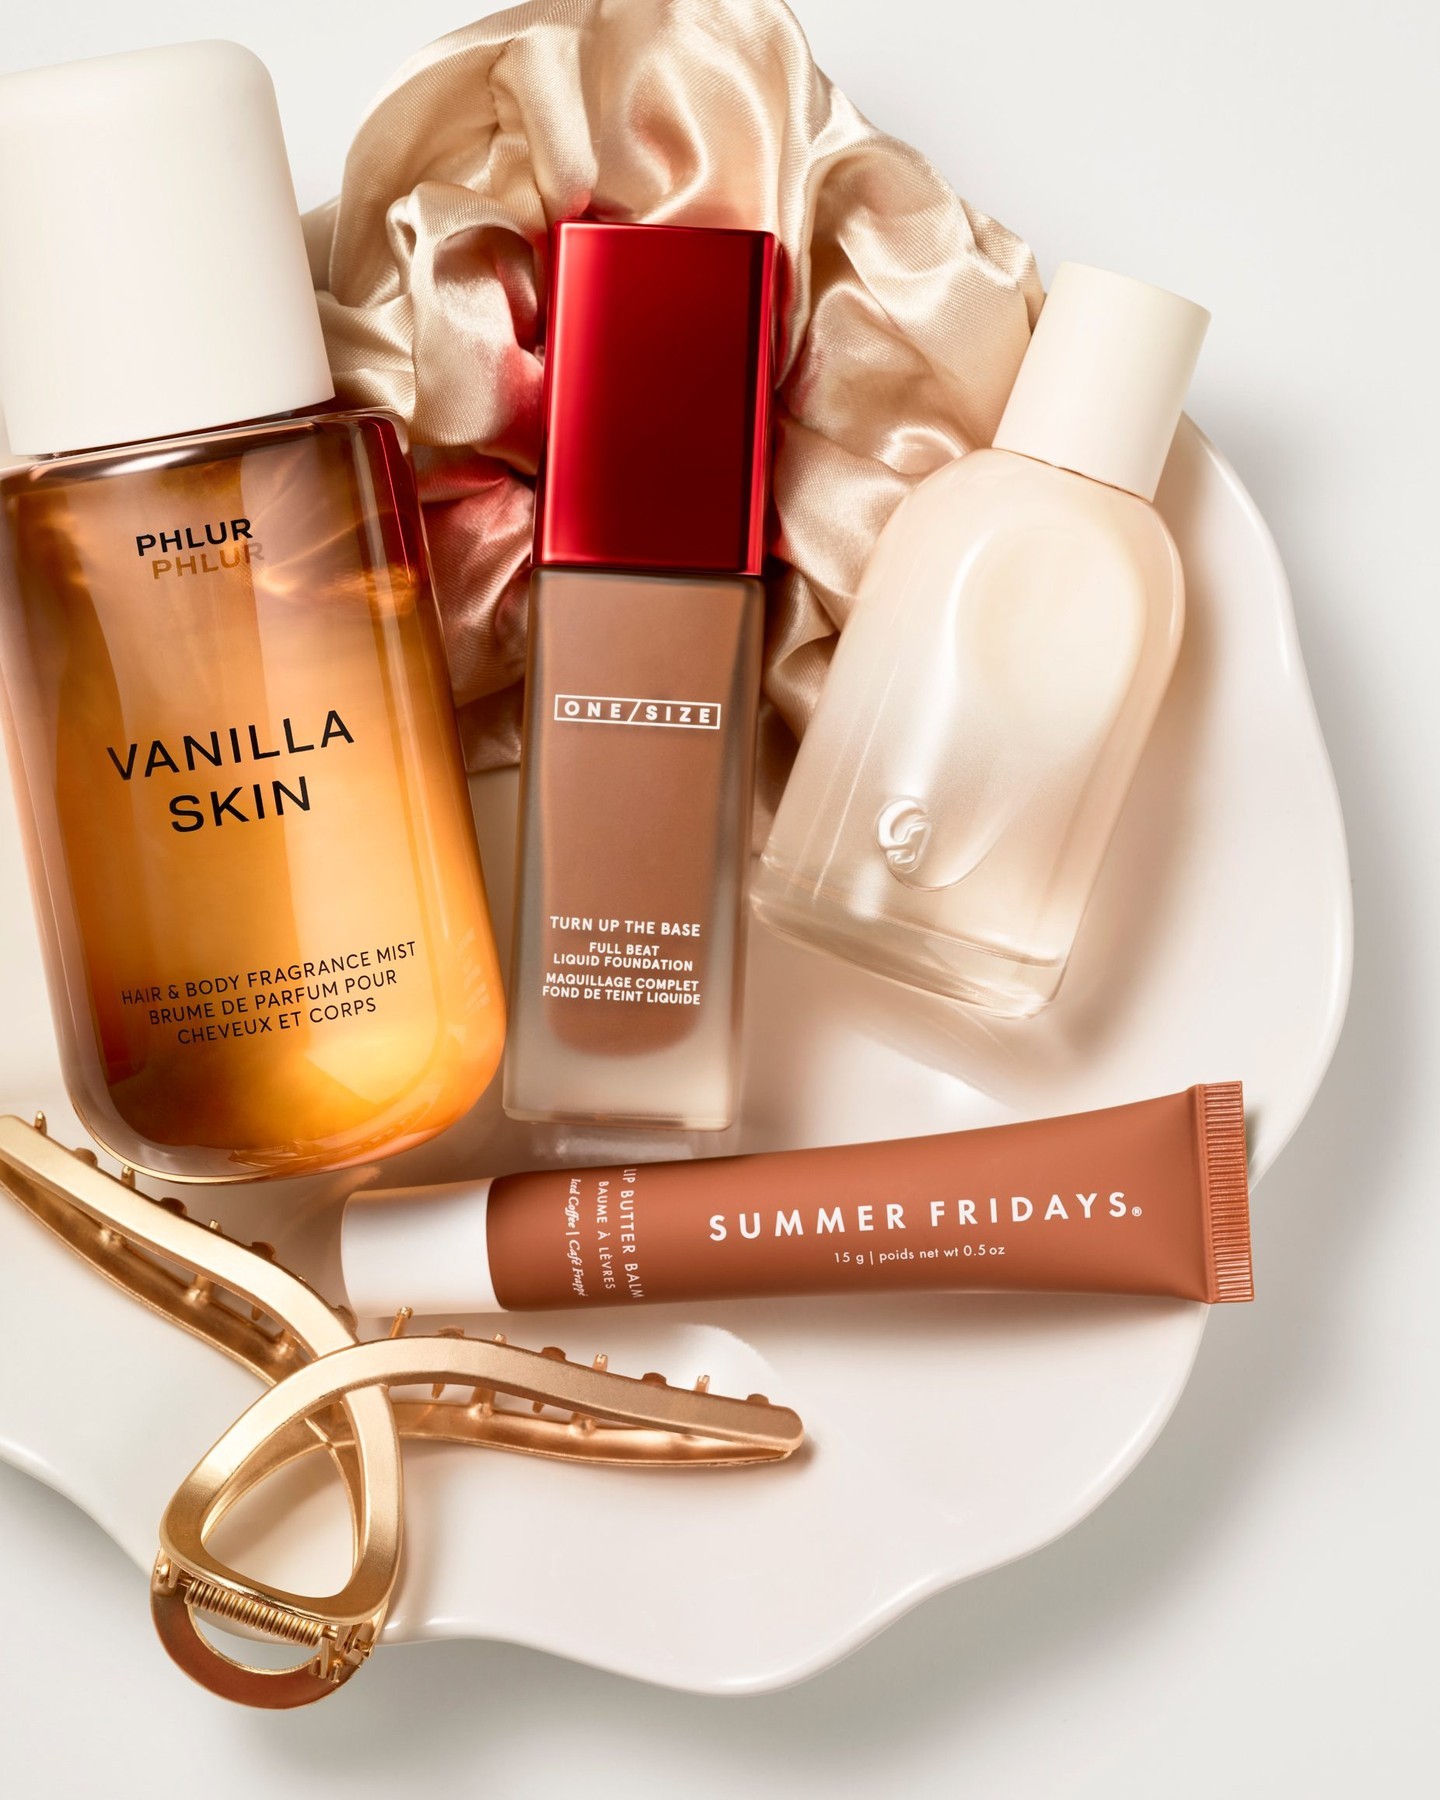 PHLUR
PHLUR
VANILLA
SKIN
HAIR & BODY FRAGRANCE MIST
BRUME DE PARFUM POUR
CHEVEUX ET CORPS
ONE/SIZE
TURN UP THE BASE
FULL BEAT
LIQUID FOUNDATION
MAQUILLAGE COMPLET
FOND DE TEINT LIQUIDE
G
LIP BUTTER BALM
BAUME À LÈVRES
Iced Coffee | Café Frappé
SUMMER FRIDAYS®
15 g | poids net wt 0.5 oz